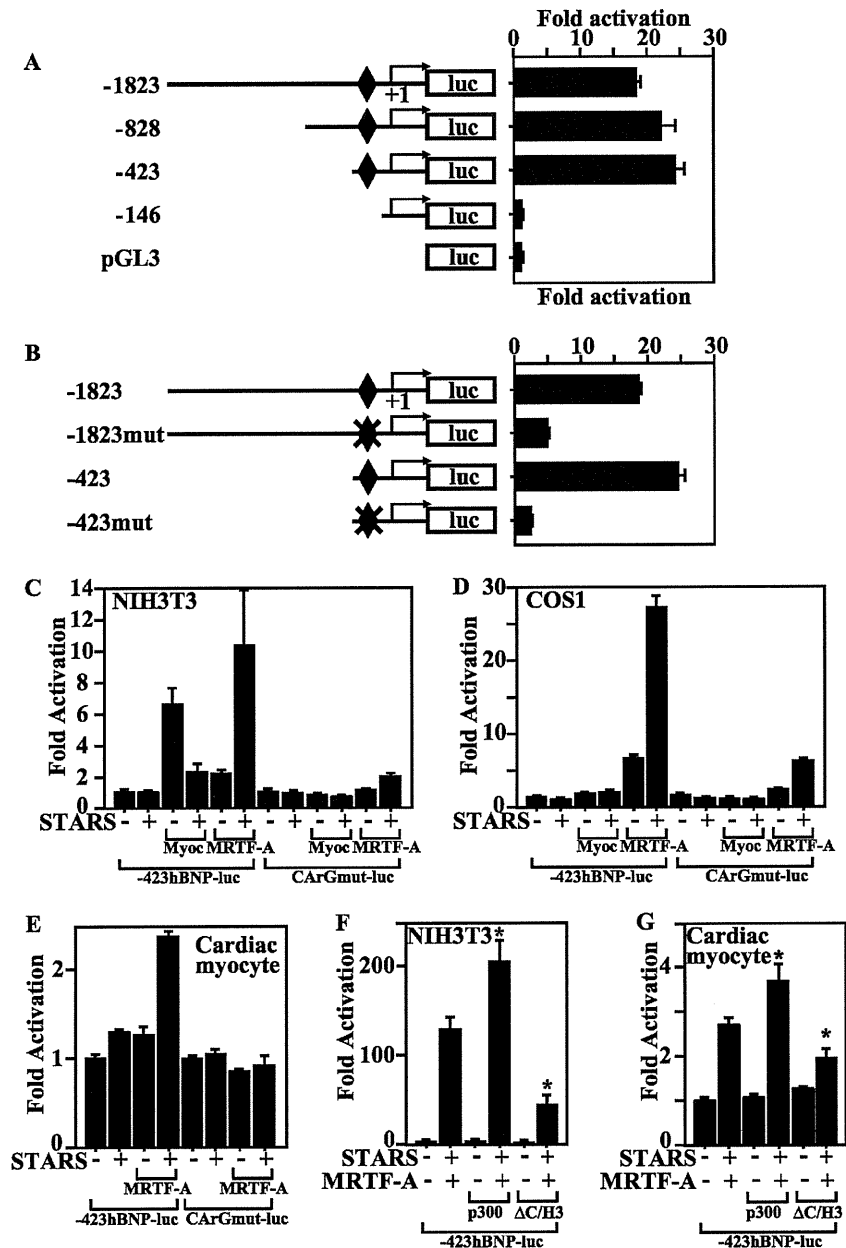 Fold activation
0 10 20 30
A
-1823 +1 luc
-828 luc
-423 luc
-146 luc
pGL3 luc
Fold activation
B
0 10 20 30
-1823 +1 luc
-1823mut luc
-423 luc
-423mut luc
C
NIH3T3
Fold Activation
14
12
10
8
6
4
2
0
STARS - + - + - + - + - + - +
Myoc MRTF-A Myoc MRTF-A
-423hBNP-luc CArGmut-luc
D
COS1
Fold Activation
30
20
10
0
STARS - + - + - + - + - + - +
Myoc MRTF-A Myoc MRTF-A
-423hBNP-luc CArGmut-luc
E
Cardiac
myocyte
Fold Activation
2
1
0
STARS - + - + - + - +
MRTF-A MRTF-A
-423hBNP-luc CArGmut-luc
F
NIH3T3 *
*
Fold Activation
200
100
0
STARS - + - + - +
MRTF-A - + - + - +
p300 ΔC/H3
-423hBNP-luc
G
Cardiac
myocyte *
*
Fold Activation
4
2
0
STARS - + - + - +
MRTF-A - + - + - +
p300 ΔC/H3
-423hBNP-luc